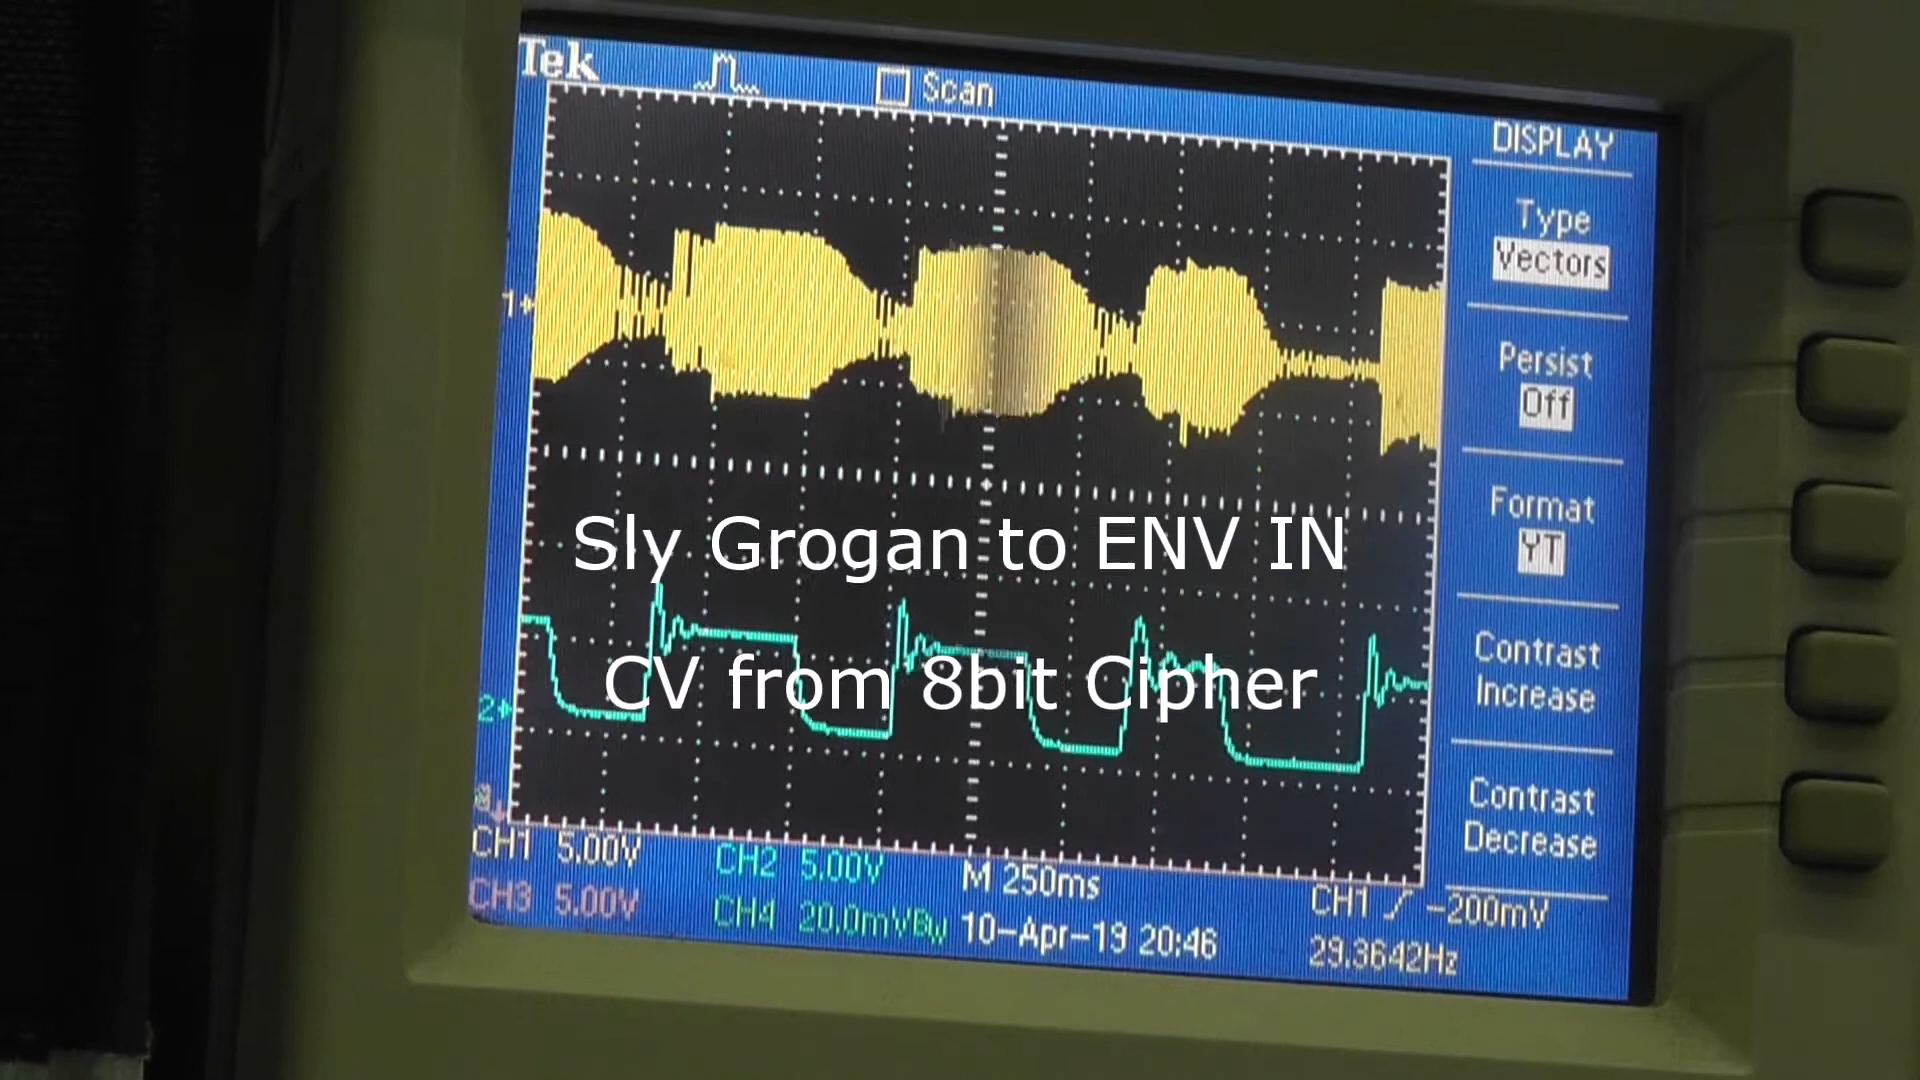 Tek
Scan
DISPLAY
Type
Vectors
Persist
Off
Format
YT
Contrast
Increase
Contrast
Decrease
1
2
Sly Grogan to ENV IN
CV from 8bit Cipher
CH1 5.00V CH2 5.00V M 250ms CH1 -200mV
CH3 5.00V CH4 20.0mVBW 10-Apr-19 20:46 29.3642Hz